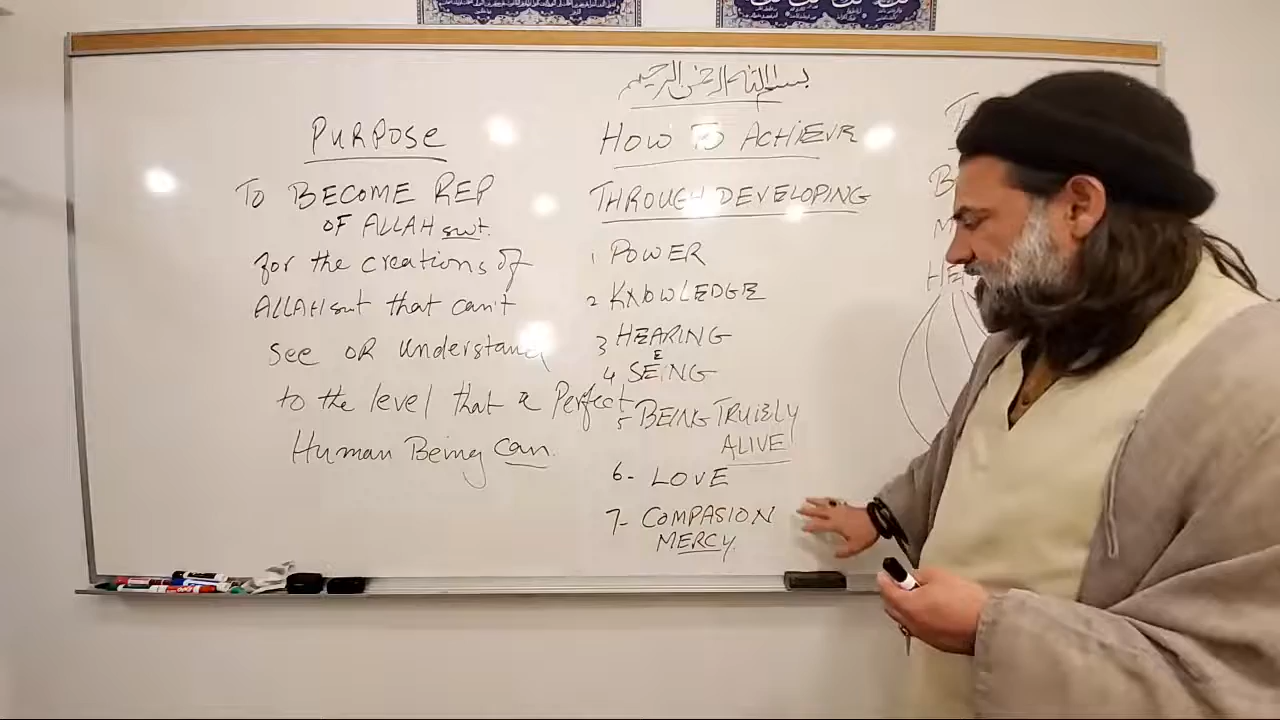 بسم الله الرحمن الرحيم
PURPOSE
TO BECOME REP
OF ALLAH swt.
for the creations of
ALLAH swt that can't
see OR understand
to the level that a Perfect
Human Being can.
HOW TO ACHIEVE
THROUGH DEVELOPING
1 POWER
2 KNOWLEDGE
3 HEARING
4 SEEING
5 BEING TRUIELY
ALIVE
6- LOVE
7- COMPASION
MERCY.